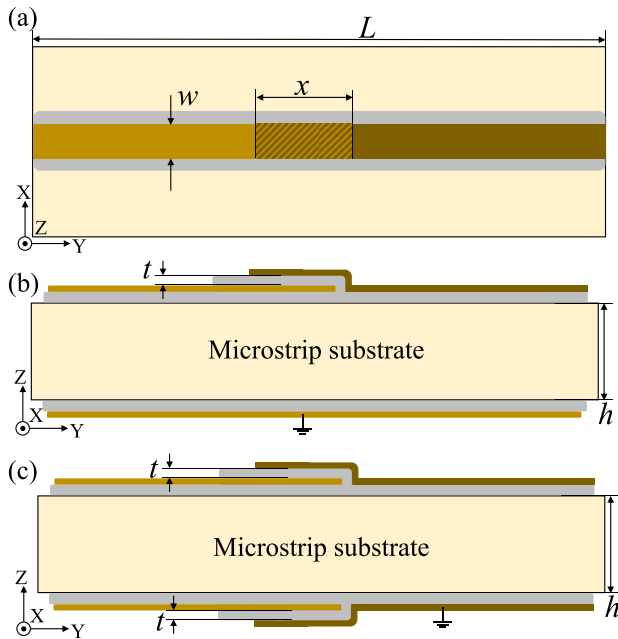 (a)
L
x
w
X
Z
Y
(b)
t
Microstrip substrate
Z
X
Y
h
(c)
t
Microstrip substrate
Z
X
Y
t
h